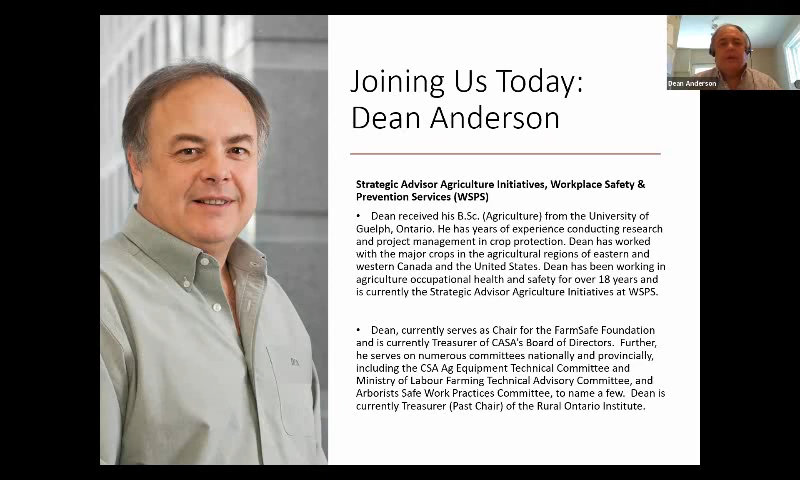 Joining Us Today:
Dean Anderson
Dean Anderson
Strategic Advisor Agriculture Initiatives, Workplace Safety &
Prevention Services (WSPS)
• Dean received his B.Sc. (Agriculture) from the University of
Guelph, Ontario. He has years of experience conducting research
and project management in crop protection. Dean has worked
with the major crops in the agricultural regions of eastern and
western Canada and the United States. Dean has been working in
agriculture occupational health and safety for over 18 years and
is currently the Strategic Advisor Agriculture Initiatives at WSPS.
• Dean, currently serves as Chair for the FarmSafe Foundation
and is currently Treasurer of CASA's Board of Directors. Further,
he serves on numerous committees nationally and provincially,
including the CSA Ag Equipment Technical Committee and
Ministry of Labour Farming Technical Advisory Committee, and
Arborists Safe Work Practices Committee, to name a few. Dean is
currently Treasurer (Past Chair) of the Rural Ontario Institute.